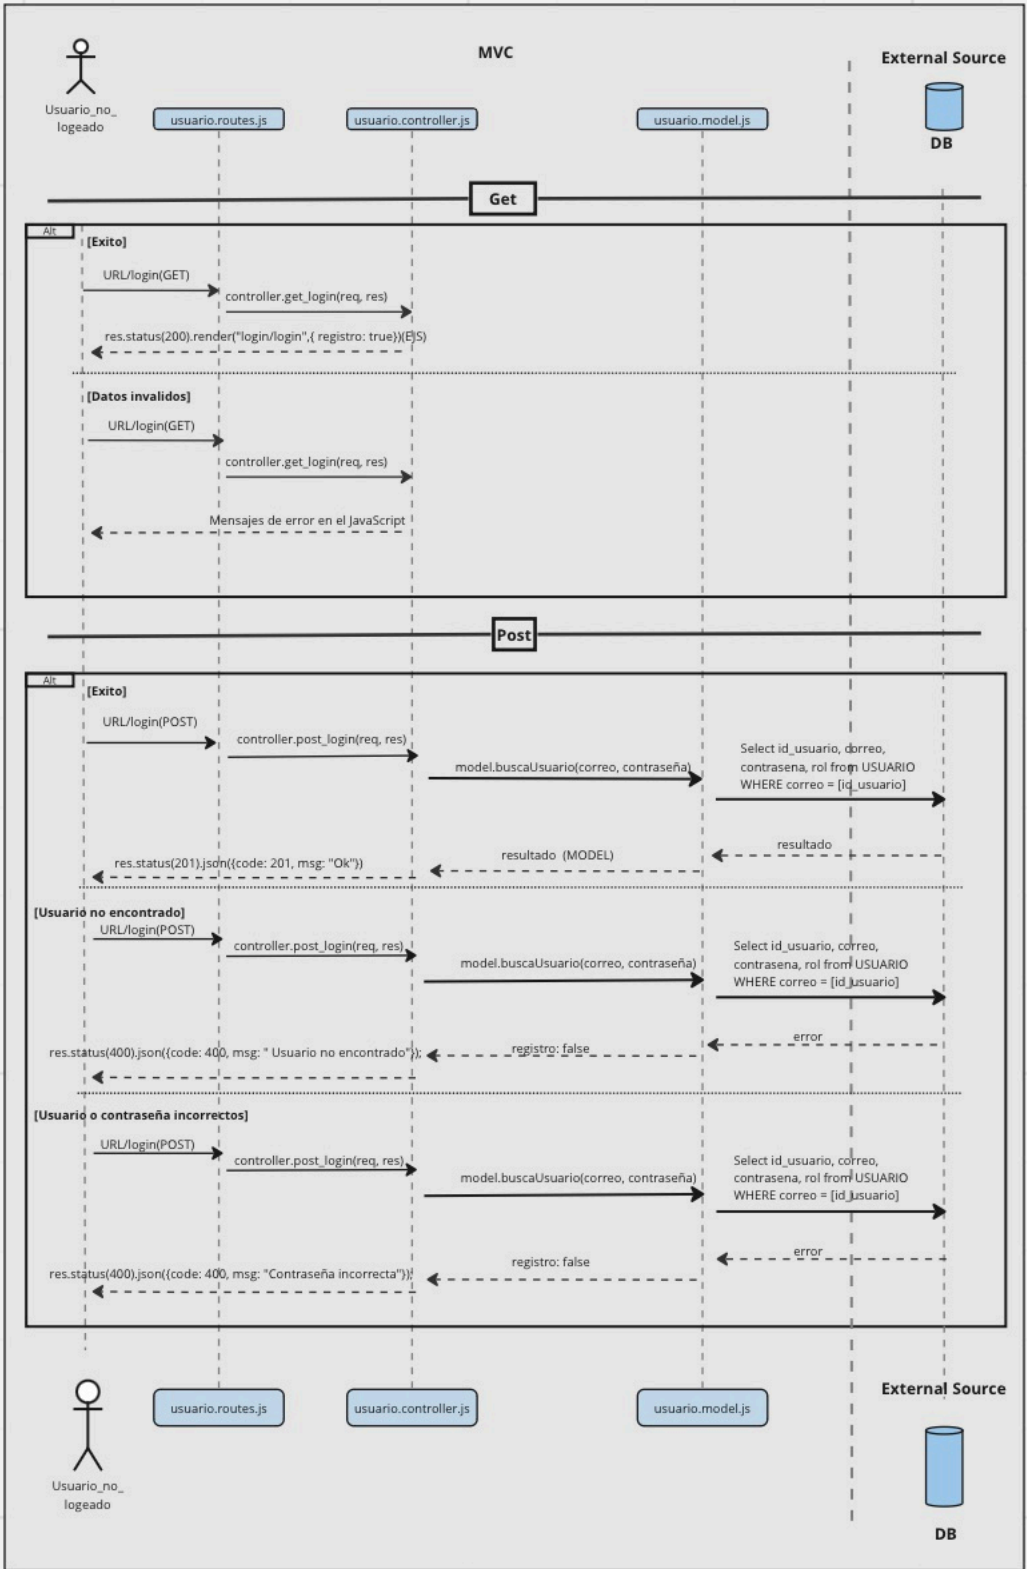 MVC
External Source
Usuario_no_
logeado
usuario.routes.js
usuario.controller.js
usuario.model.js
DB
Get
Alt
[Exito]
URL/login(GET)
controller.get_login(req, res)
res.status(200).render("login/login",{ registro: true})(EJS)
[Datos invalidos]
URL/login(GET)
controller.get_login(req, res)
Mensajes de error en el JavaScript
Post
Alt
[Exito]
URL/login(POST)
controller.post_login(req, res)
model.buscaUsuario(correo, contraseña)
Select id_usuario, correo,
contrasena, rol from USUARIO
WHERE correo = [id_usuario]
resultado
resultado (MODEL)
res.status(201).json({code: 201, msg: "Ok"})
[Usuario no encontrado]
URL/login(POST)
controller.post_login(req, res)
model.buscaUsuario(correo, contraseña)
Select id_usuario, correo,
contrasena, rol from USUARIO
WHERE correo = [id_usuario]
error
registro: false
res.status(400).json({code: 400, msg: " Usuario no encontrado"});
[Usuario o contraseña incorrectos]
URL/login(POST)
controller.post_login(req, res)
model.buscaUsuario(correo, contraseña)
Select id_usuario, correo,
contrasena, rol from USUARIO
WHERE correo = [id_usuario]
error
registro: false
res.status(400).json({code: 400, msg: "Contraseña incorrecta"});
External Source
usuario.routes.js
usuario.controller.js
usuario.model.js
Usuario_no_
logeado
DB